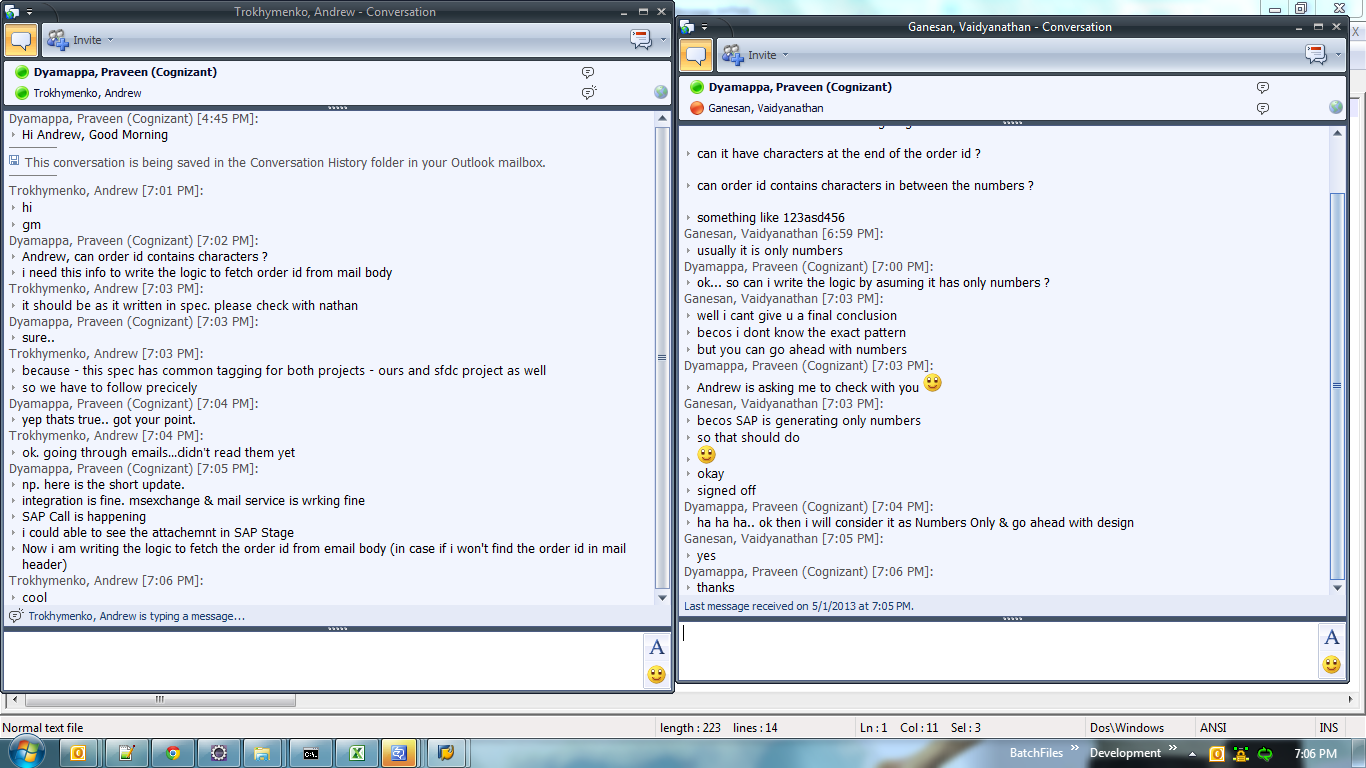 Trokhymenko, Andrew - Conversation
Invite
Dyamappa, Praveen (Cognizant)
Trokhymenko, Andrew
Dyamappa, Praveen (Cognizant) [4:45 PM]:
Hi Andrew, Good Morning
This conversation is being saved in the Conversation History folder in your Outlook mailbox.
Trokhymenko, Andrew [7:01 PM]:
hi
gm
Dyamappa, Praveen (Cognizant) [7:02 PM]:
Andrew, can order id contains characters ?
i need this info to write the logic to fetch order id from mail body
Trokhymenko, Andrew [7:03 PM]:
it should be as it written in spec. please check with nathan
Dyamappa, Praveen (Cognizant) [7:03 PM]:
sure..
Trokhymenko, Andrew [7:03 PM]:
because - this spec has common tagging for both projects - ours and sfdc project as well
so we have to follow precicely
Dyamappa, Praveen (Cognizant) [7:04 PM]:
yep thats true.. got your point.
Trokhymenko, Andrew [7:04 PM]:
ok. going through emails...didn't read them yet
Dyamappa, Praveen (Cognizant) [7:05 PM]:
np. here is the short update.
integration is fine. msexchange & mail service is wrking fine
SAP Call is happening
i could able to see the attachemnt in SAP Stage
Now i am writing the logic to fetch the order id from email body (in case if i won't find the order id in mail
header)
Trokhymenko, Andrew [7:06 PM]:
cool
Trokhymenko, Andrew is typing a message...
A
Ganesan, Vaidyanathan - Conversation
Invite
Dyamappa, Praveen (Cognizant)
Ganesan, Vaidyanathan
can it have characters at the end of the order id ?
can order id contains characters in between the numbers ?
something like 123asd456
Ganesan, Vaidyanathan [6:59 PM]:
usually it is only numbers
Dyamappa, Praveen (Cognizant) [7:00 PM]:
ok... so can i write the logic by asuming it has only numbers ?
Ganesan, Vaidyanathan [7:03 PM]:
well i cant give u a final conclusion
becos i dont know the exact pattern
but you can go ahead with numbers
Dyamappa, Praveen (Cognizant) [7:03 PM]:
Andrew is asking me to check with you
Ganesan, Vaidyanathan [7:03 PM]:
becos SAP is generating only numbers
so that should do
okay
signed off
Dyamappa, Praveen (Cognizant) [7:04 PM]:
ha ha ha.. ok then i will consider it as Numbers Only & go ahead with design
Ganesan, Vaidyanathan [7:05 PM]:
yes
Dyamappa, Praveen (Cognizant) [7:06 PM]:
thanks
Last message received on 5/1/2013 at 7:05 PM.
A
X
Normal text file
length : 223 lines : 14
Ln : 1 Col : 11 Sel : 3
Dos\Windows
ANSI
INS
BatchFiles
Development
7:06 PM